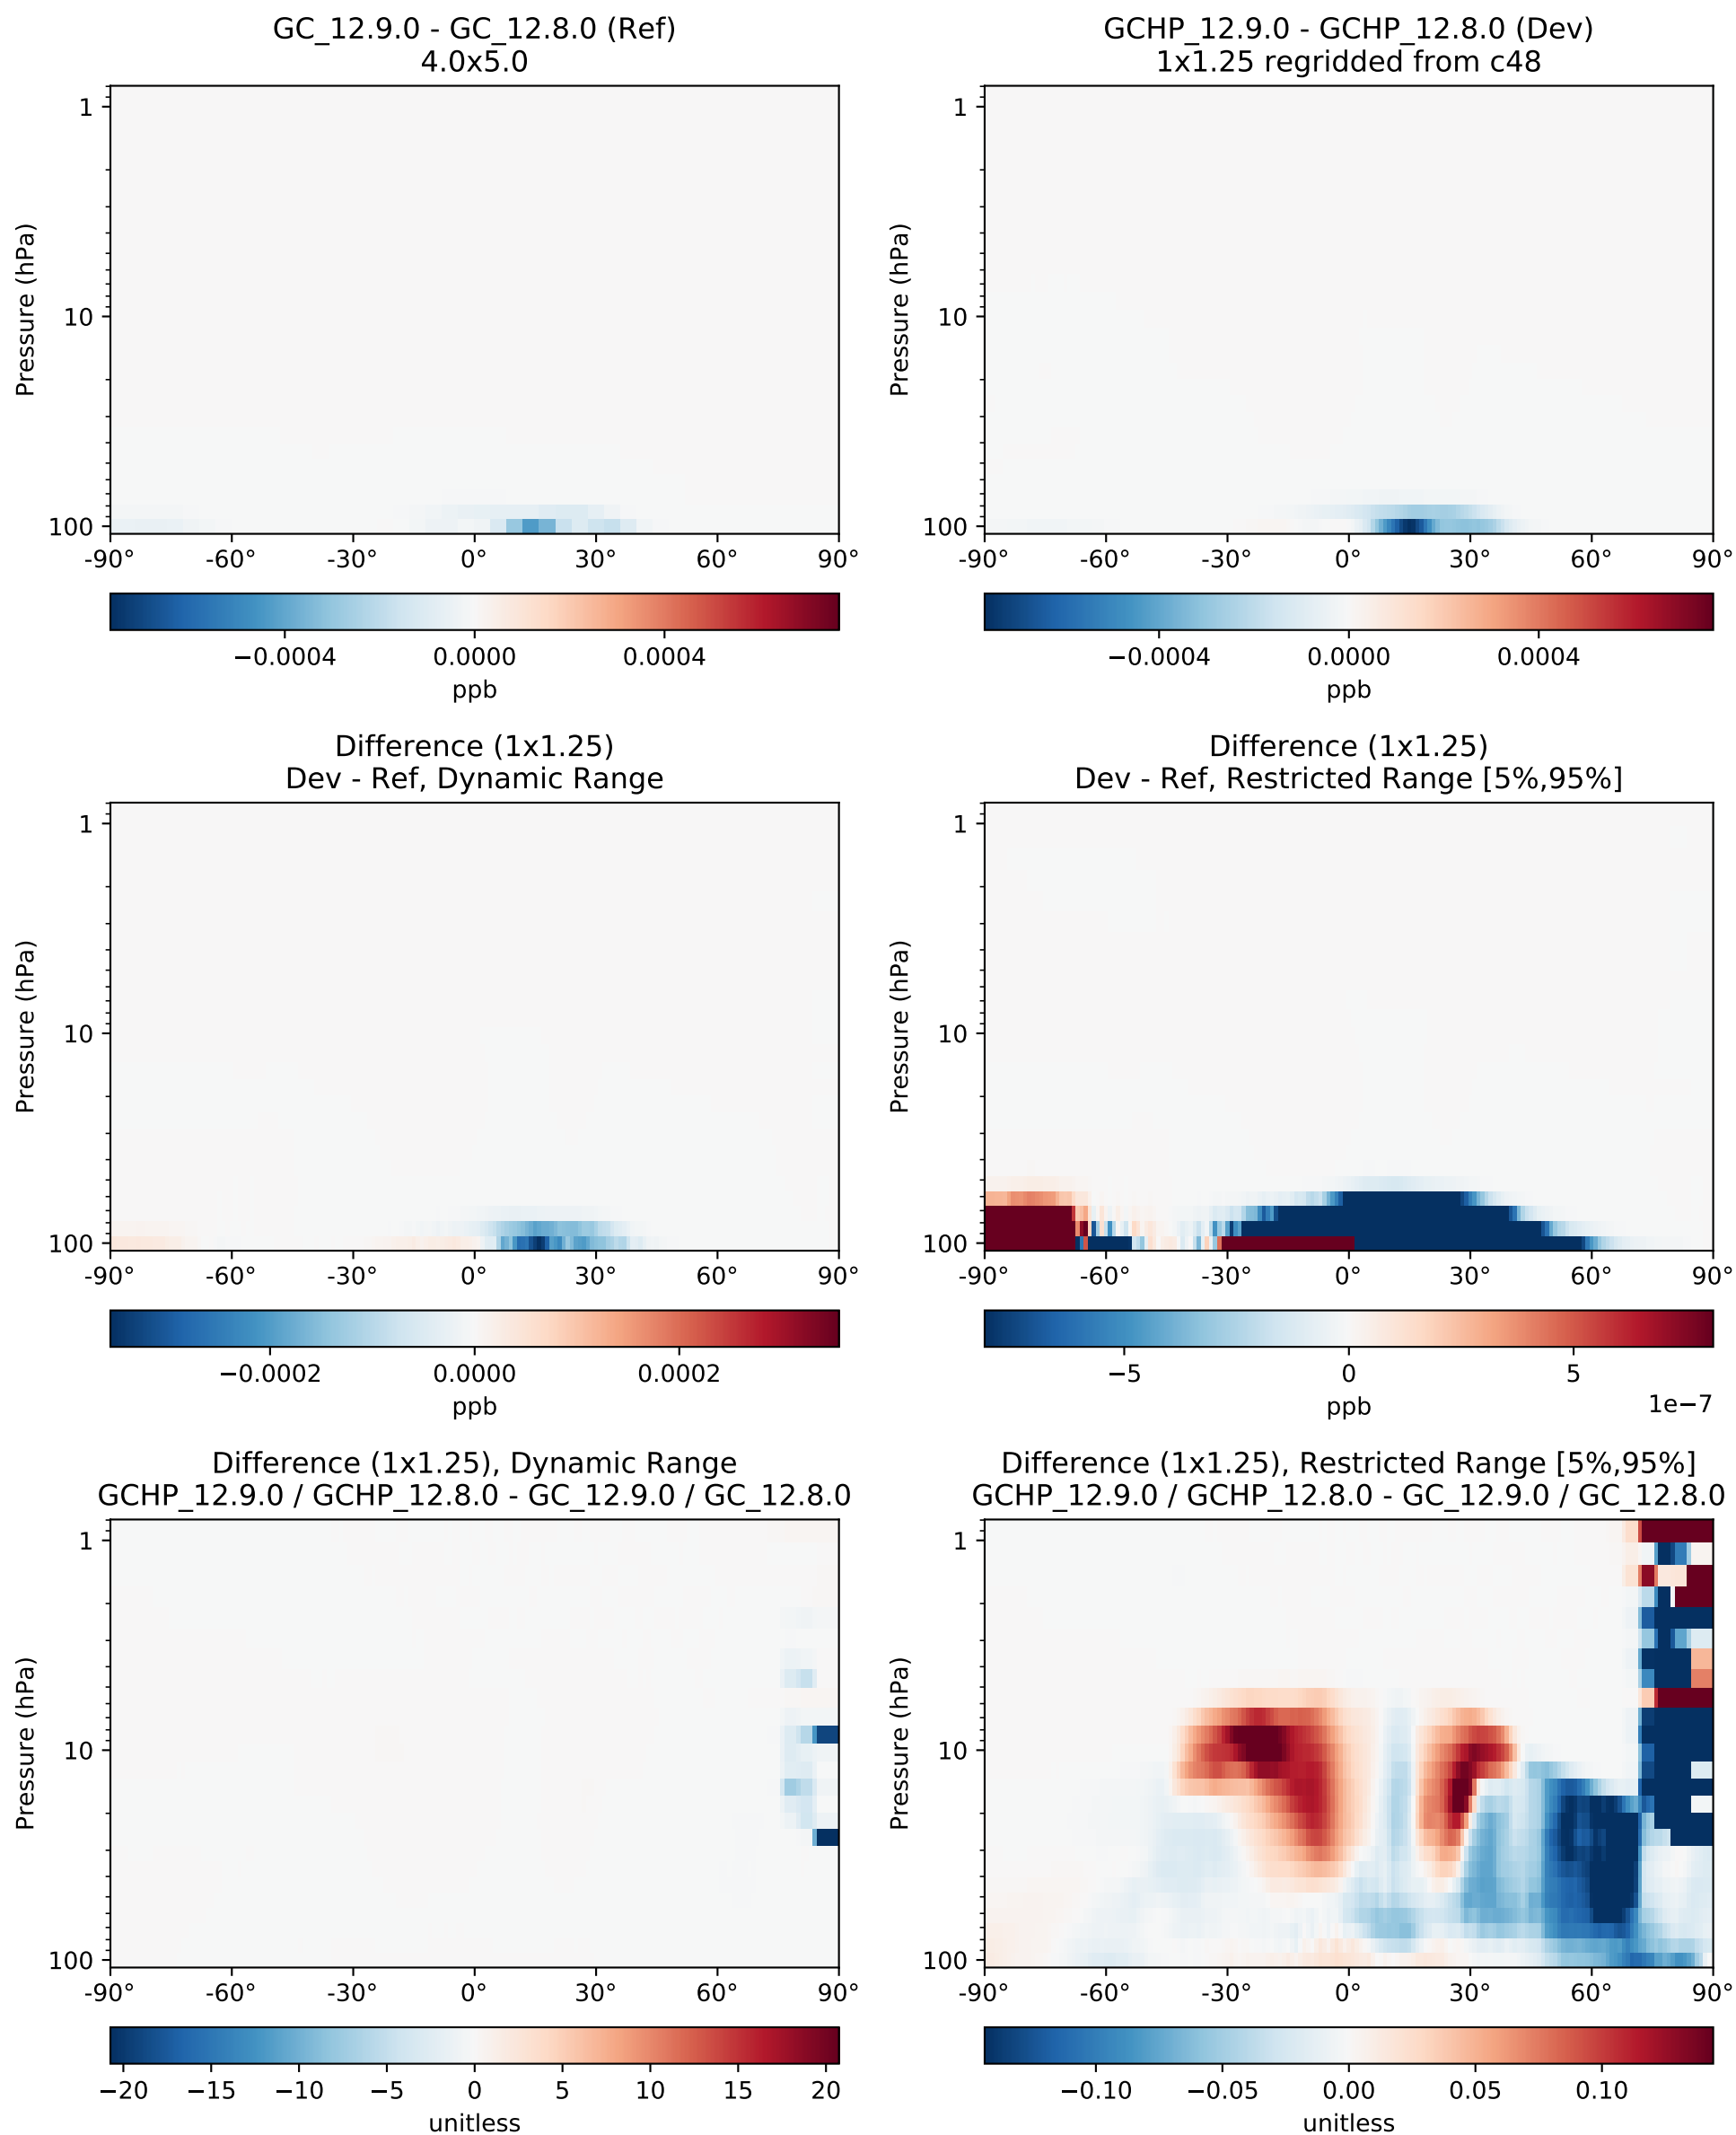 GC_12.9.0 - GC_12.8.0 (Ref)
4.0x5.0
Pressure (hPa)
1
10
100
-90° -60° -30° 0° 30° 60° 90°
−0.0004 0.0000 0.0004
ppb
GCHP_12.9.0 - GCHP_12.8.0 (Dev)
1x1.25 regridded from c48
Pressure (hPa)
1
10
100
-90° -60° -30° 0° 30° 60° 90°
−0.0004 0.0000 0.0004
ppb
Difference (1x1.25)
Dev - Ref, Dynamic Range
Pressure (hPa)
1
10
100
-90° -60° -30° 0° 30° 60° 90°
−0.0002 0.0000 0.0002
ppb
Difference (1x1.25)
Dev - Ref, Restricted Range [5%,95%]
Pressure (hPa)
1
10
100
-90° -60° -30° 0° 30° 60° 90°
−5 0 5
ppb
1e−7
Difference (1x1.25), Dynamic Range
GCHP_12.9.0 / GCHP_12.8.0 - GC_12.9.0 / GC_12.8.0
Pressure (hPa)
1
10
100
-90° -60° -30° 0° 30° 60° 90°
−20 −15 −10 −5 0 5 10 15 20
unitless
Difference (1x1.25), Restricted Range [5%,95%]
GCHP_12.9.0 / GCHP_12.8.0 - GC_12.9.0 / GC_12.8.0
Pressure (hPa)
1
10
100
-90° -60° -30° 0° 30° 60° 90°
−0.10 −0.05 0.00 0.05 0.10
unitless